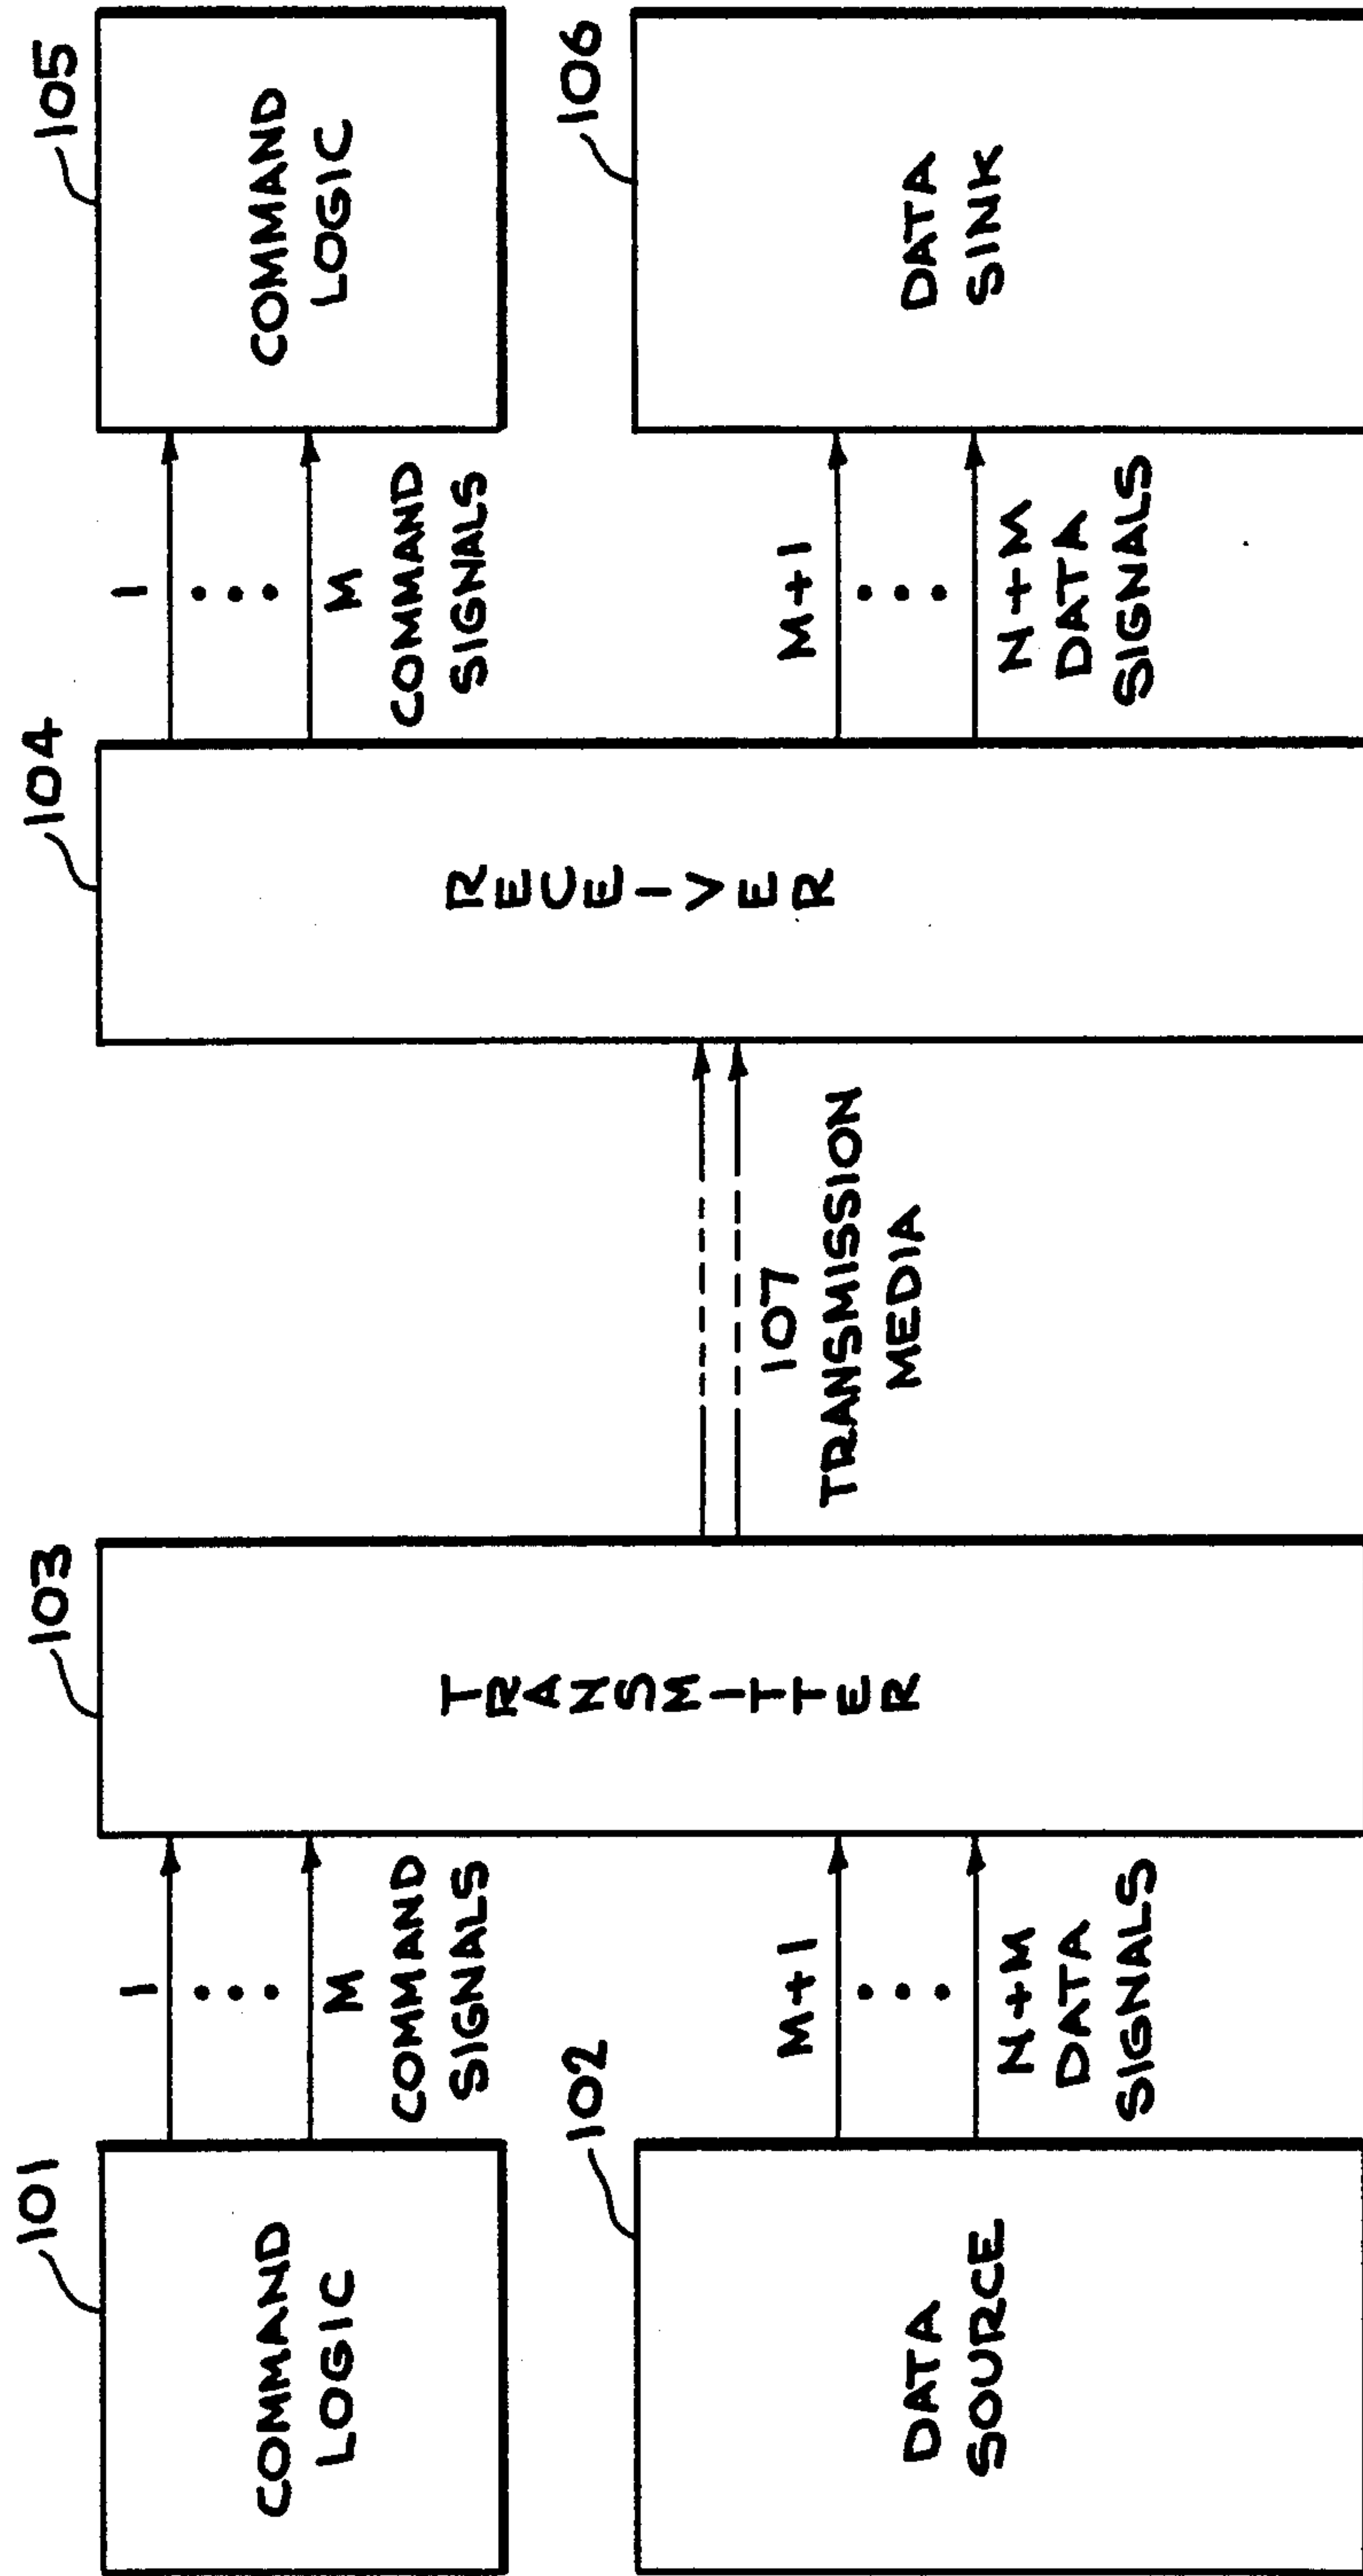 101
COMMAND
LOGIC
1
M
COMMAND
SIGNALS
102
DATA
SOURCE
M+1
N+M
DATA
SIGNALS
103
TRANSMITTER
107
TRANSMISSION
MEDIA
104
RECEIVER
1
M
COMMAND
SIGNALS
M+1
N+M
DATA
SIGNALS
105
COMMAND
LOGIC
106
DATA
SINK